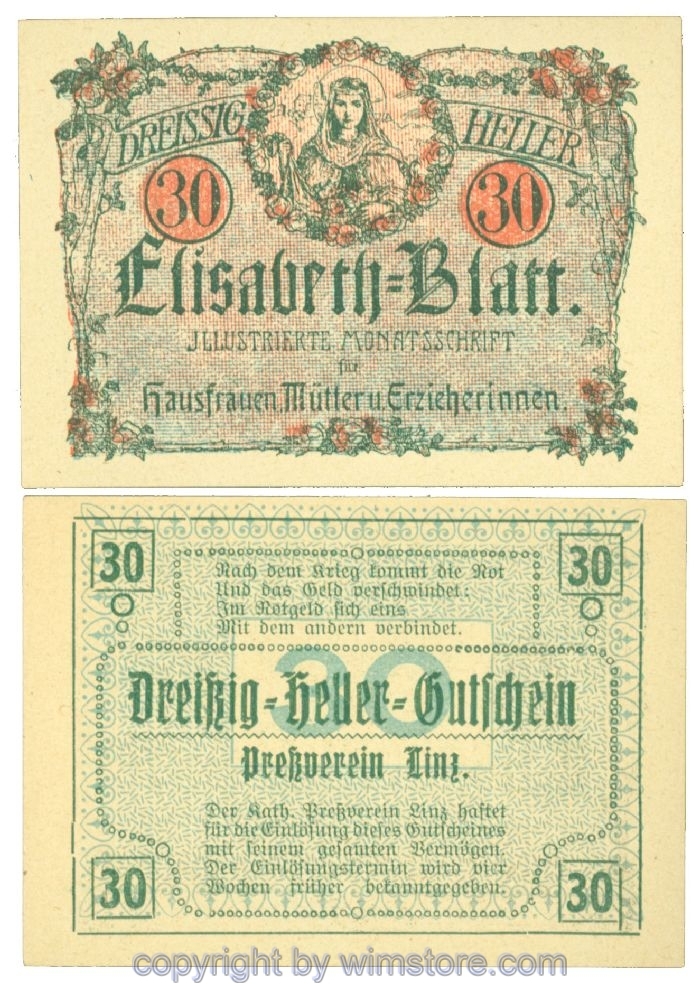 DREISSIG HELLER
30 30
Elisabeth=Blatt.
JLLUSTRIERTE MONATSSCHRIFT
für
Hausfrauen, Mütter u. Erzieherinnen.
30 30
Nach dem Krieg kommt die Not
Und das Geld verschwindet:
Im Notgeld sich eins
Mit dem andern verbindet.
30
Dreißig=Heller=Gutschein
Preßverein Linz.
Der Kath. Preßverein Linz haftet
für die Einlösung dieses Gutscheines
mit seinem gesamten Vermögen.
Der Einlösungstermin wird vier
Wochen früher bekanntgegeben.
30 30
copyright by wimstore.com